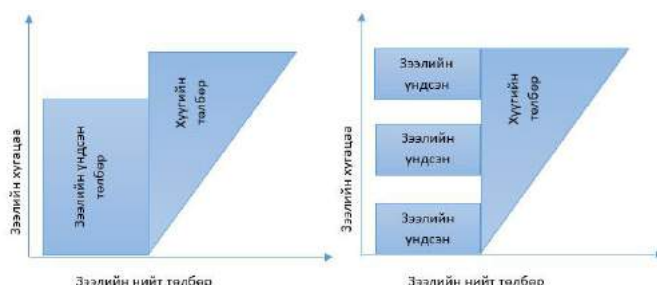 Зээлийн хугацаа
Зээлийн үндсэн
төлбөр
Хүүгийн
төлбөр
Зээлийн нийт төлбөр
Зээлийн хугацаа
Зээлийн
үндсэн
Зээлийн
үндсэн
Зээлийн
үндсэн
Хүүгийн
төлбөр
Зээлийн нийт төлбөр